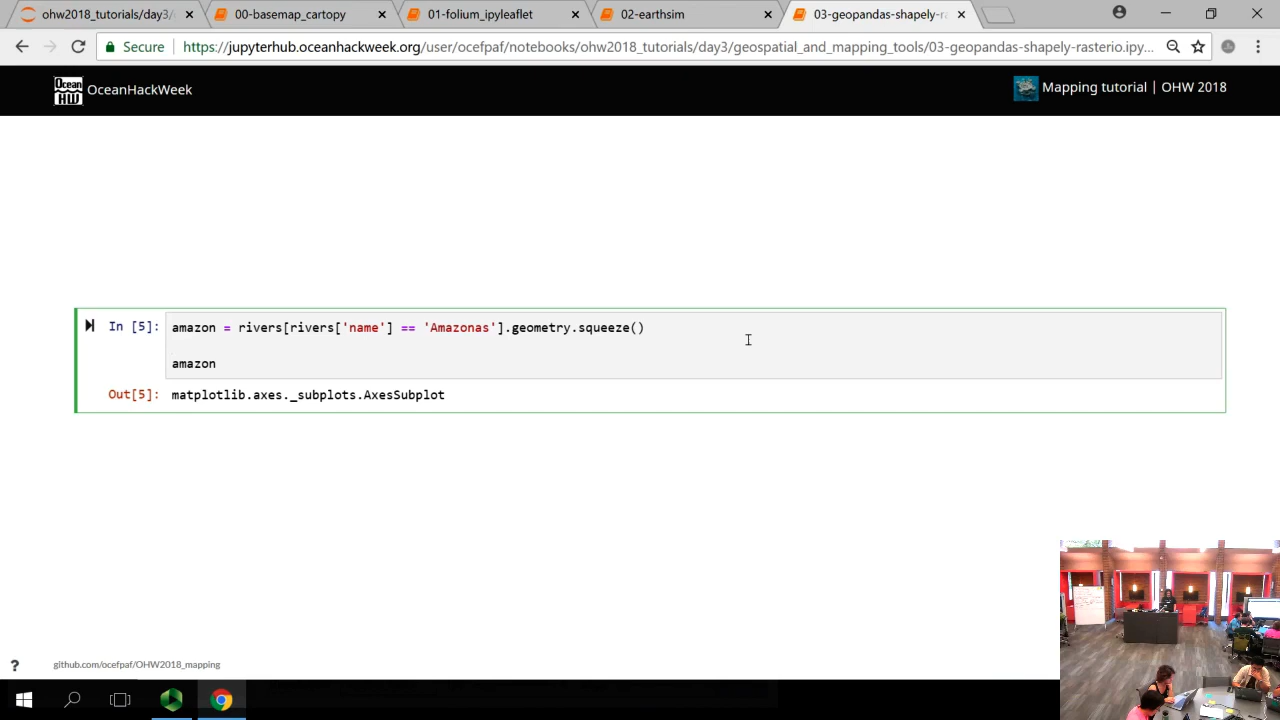 ohw2018_tutorials/day3/
00-basemap_cartopy
01-folium_ipyleaflet
02-earthsim
03-geopandas-shapely-ra
Secure
https://jupyterhub.oceanhackweek.org/user/ocefpaf/notebooks/ohw2018_tutorials/day3/geospatial_and_mapping_tools/03-geopandas-shapely-rasterio.ipy...
Ocean
HW
OceanHackWeek
Mapping tutorial | OHW 2018
In [5]:
amazon = rivers[rivers['name'] == 'Amazonas'].geometry.squeeze()
amazon
Out[5]:
matplotlib.axes._subplots.AxesSubplot
?
github.com/ocefpaf/OHW2018_mapping